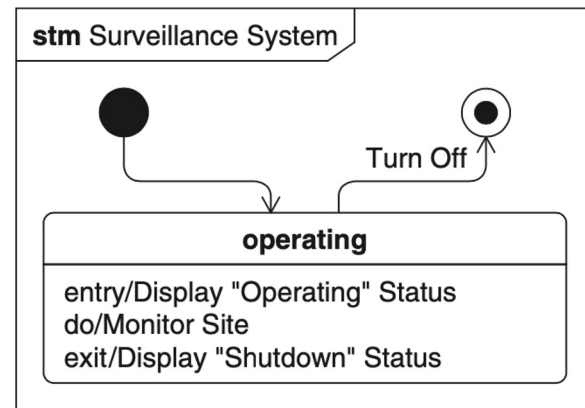 stm Surveillance System
Turn Off
operating
entry/Display "Operating" Status
do/Monitor Site
exit/Display "Shutdown" Status